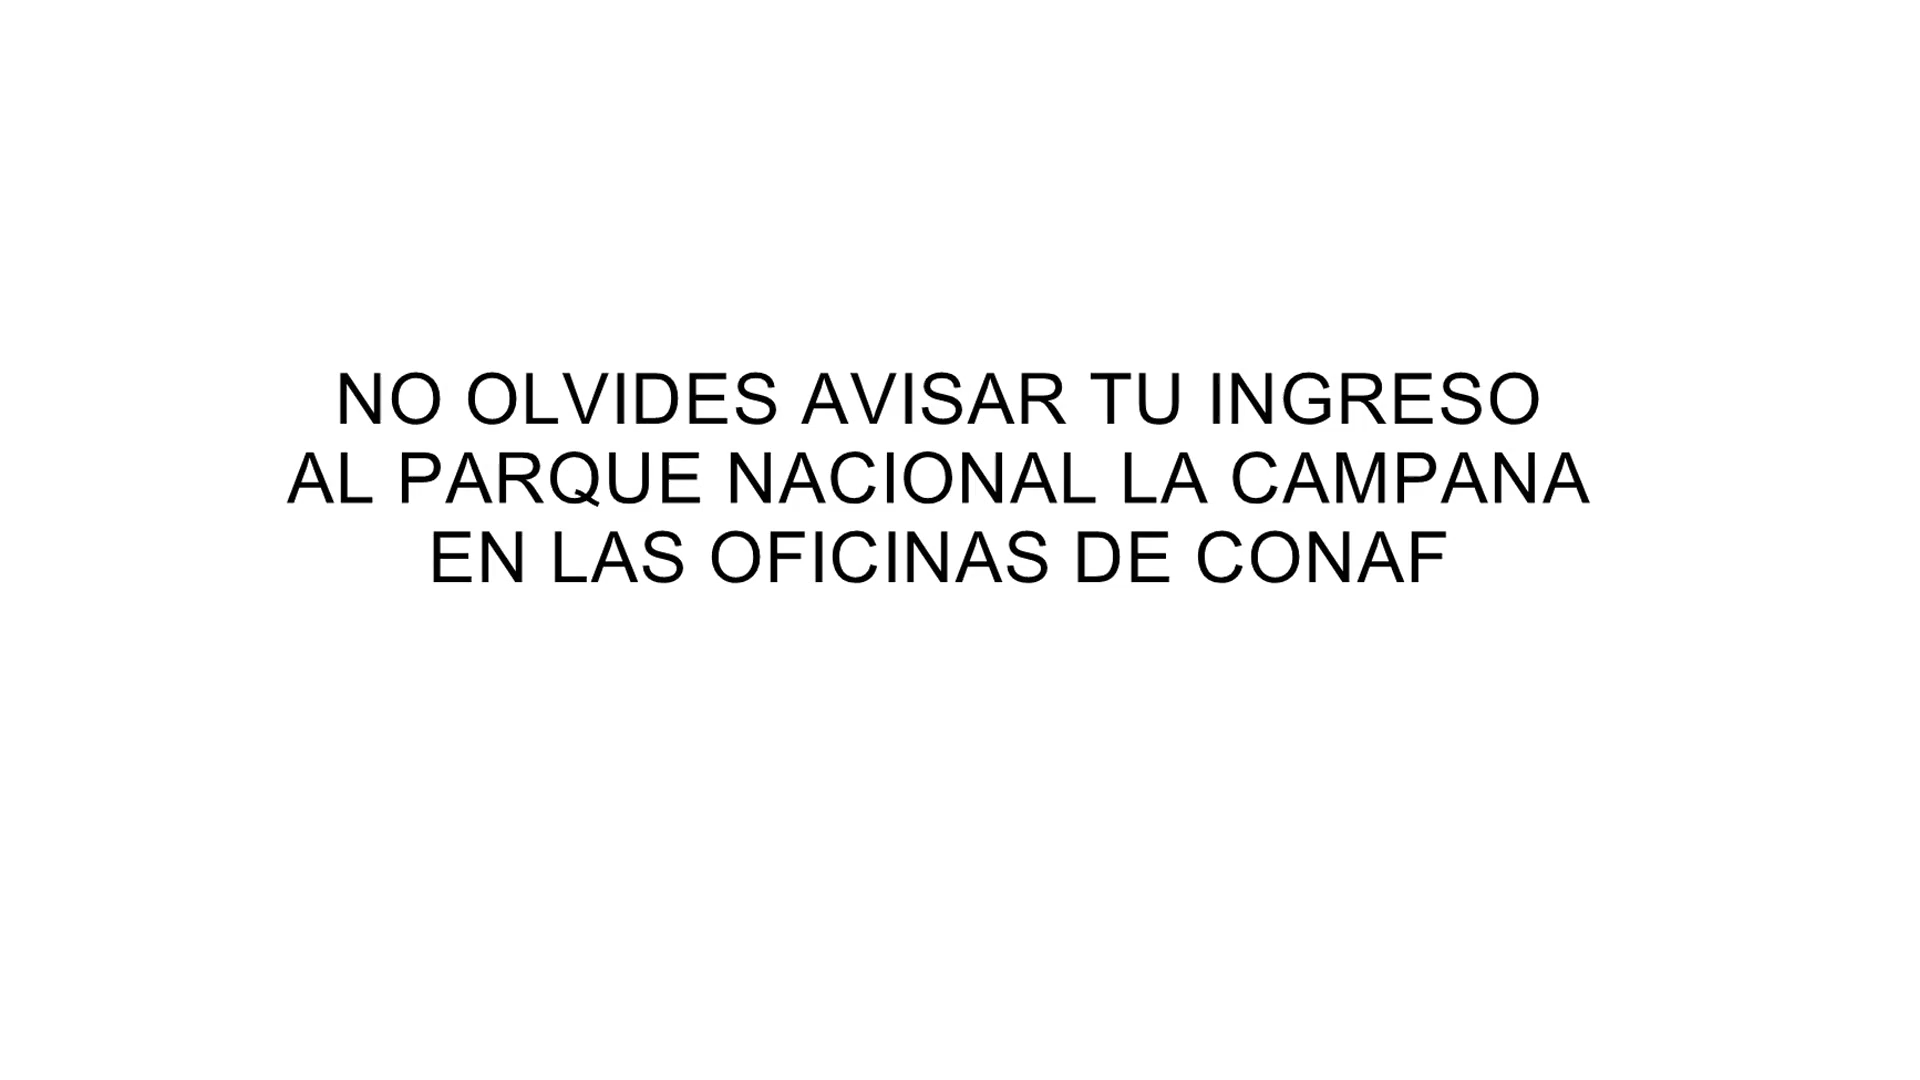 NO OLVIDES AVISAR TU INGRESO
AL PARQUE NACIONAL LA CAMPANA
EN LAS OFICINAS DE CONAF